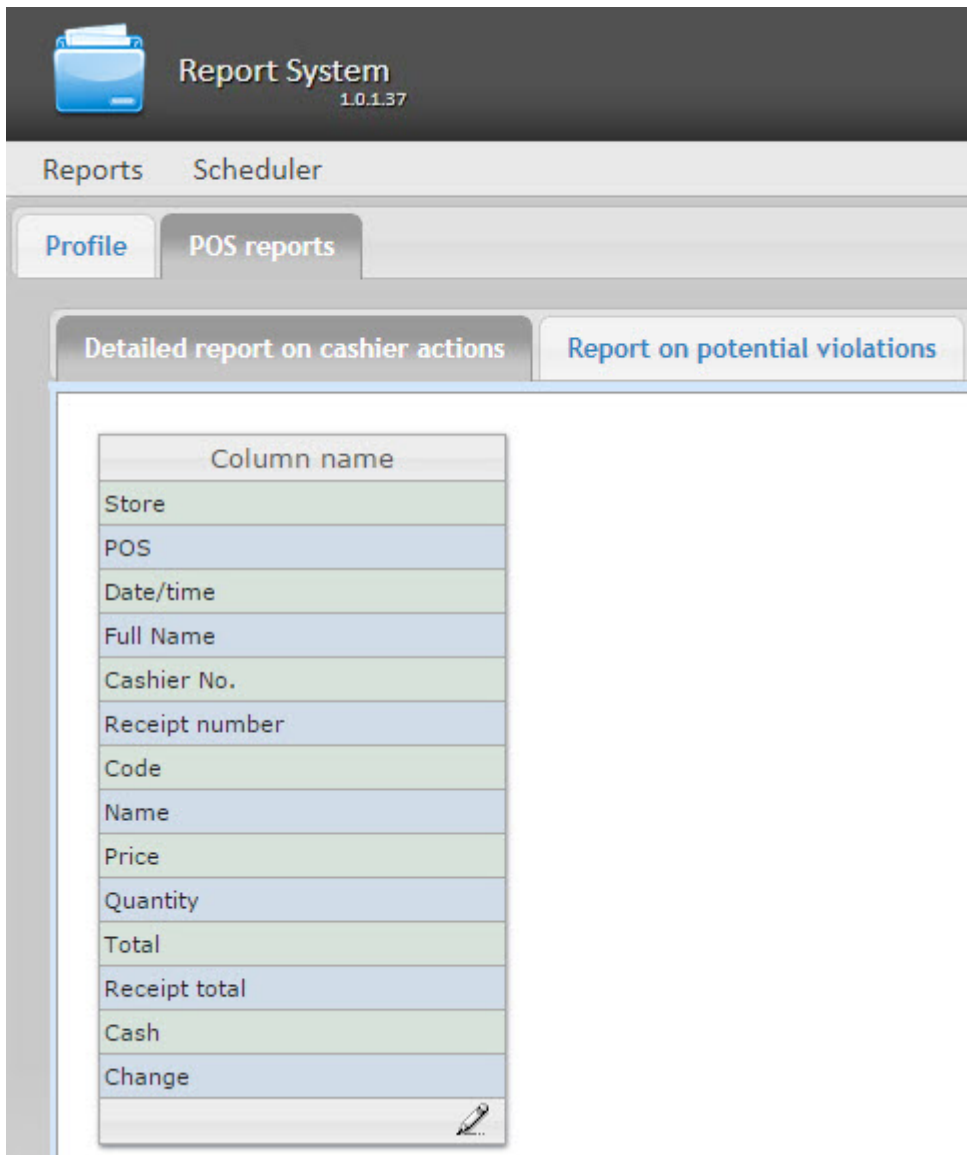 Report System
1.0.1.37
Reports Scheduler
Profile POS reports
Detailed report on cashier actions Report on potential violations
Column name
Store
POS
Date/time
Full Name
Cashier No.
Receipt number
Code
Name
Price
Quantity
Total
Receipt total
Cash
Change